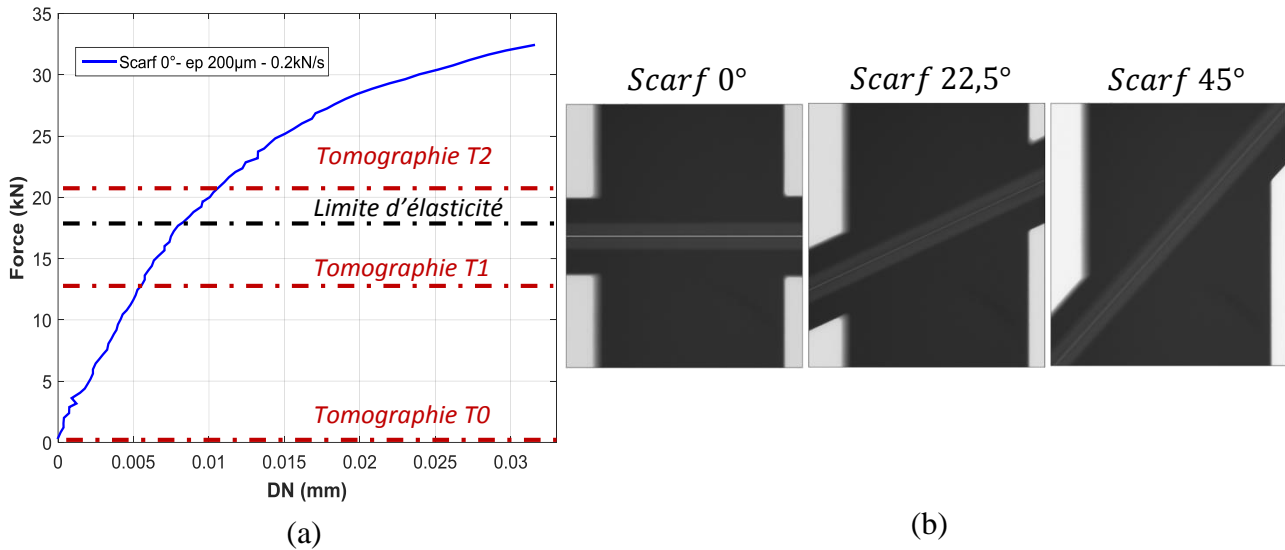 35
30
25
20
15
10
5
0
Force (kN)
Scarf 0°- ep 200µm - 0.2kN/s
Tomographie T2
Limite d'élasticité
Tomographie T1
Tomographie T0
0 0.005 0.01 0.015 0.02 0.025 0.03
DN (mm)
(a)
Scarf 0°
Scarf 22,5°
Scarf 45°
(b)